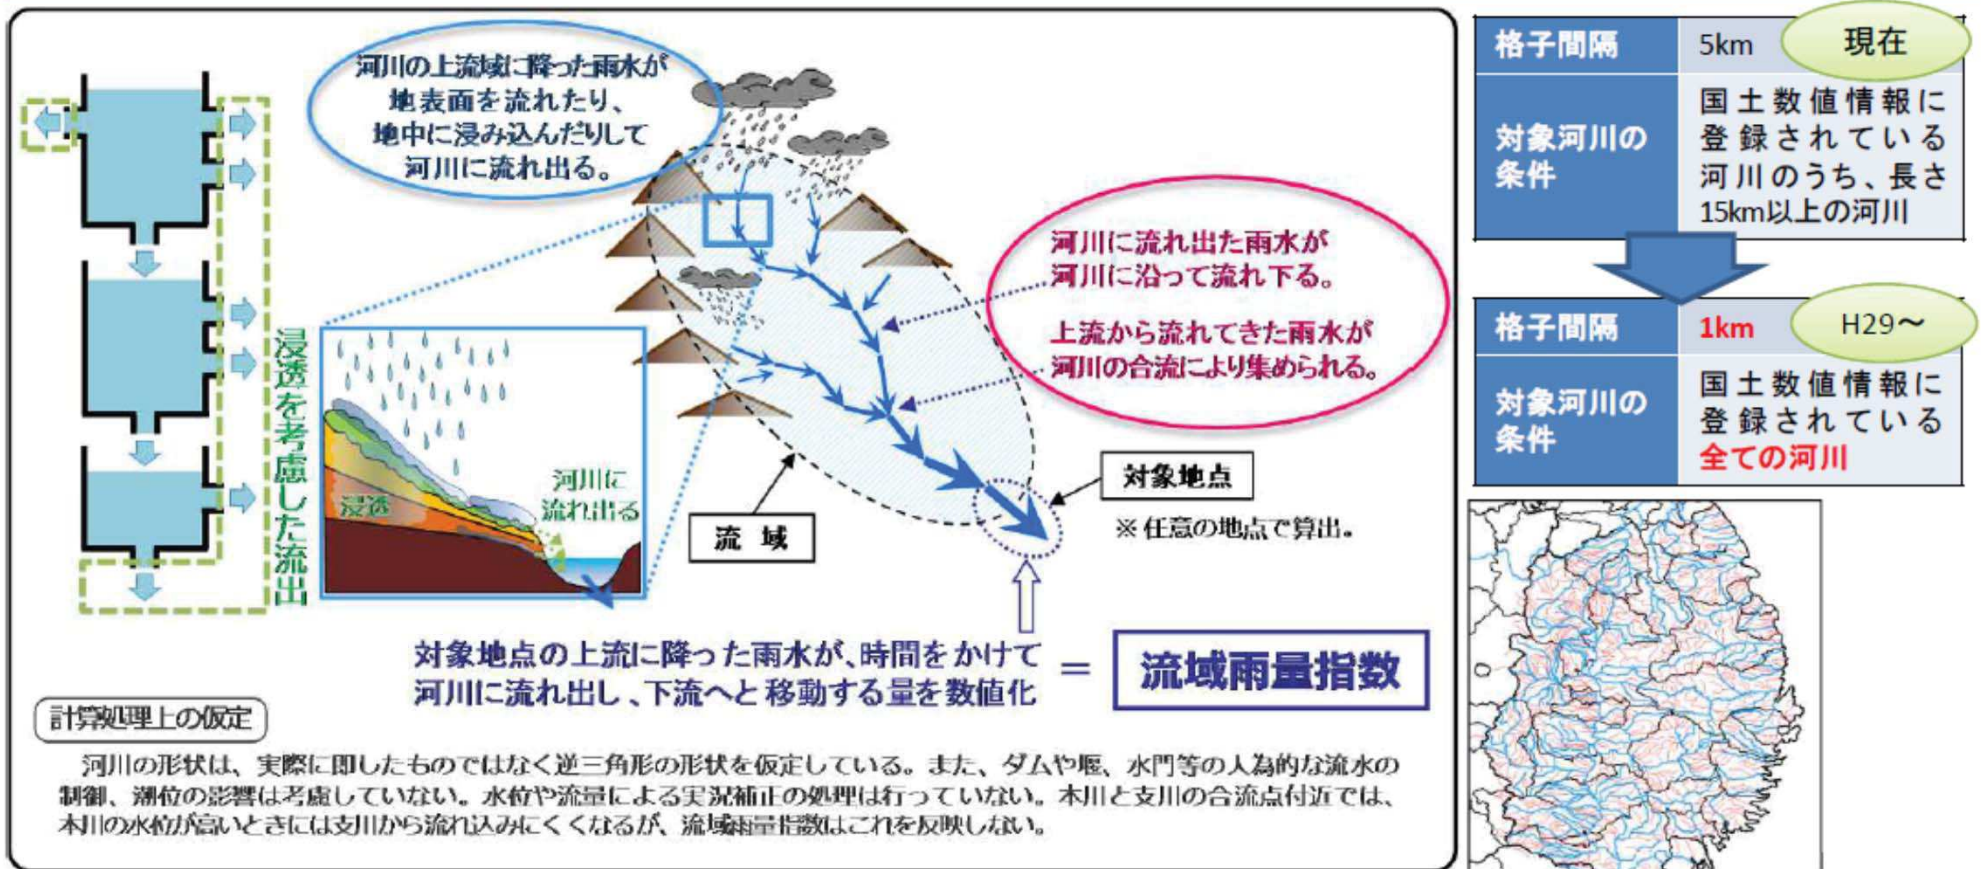 河川の上流域に降った雨水が
地表面を流れたり、
地中に浸み込んだりして
河川に流れ出る。
浸透を考慮した流出
浸透
河川に
流れ出る
河川に流れ出た雨水が
河川に沿って流れ下る。
上流から流れてきた雨水が
河川の合流により集められる。
流 域
対象地点
※ 任意の地点で算出。
対象地点の上流に降った雨水が、時間をかけて
河川に流れ出し、下流へと移動する量を数値化
=
流域雨量指数
計算処理上の仮定
河川の形状は、実際に即したものではなく逆三角形の形状を仮定している。また、ダムや堰、水門等の人為的な流水の
制御、潮位の影響は考慮していない。水位や流量による実況補正の処理は行っていない。本川と支川の合流点付近では、
本川の水位が高いときには支川から流れ込みにくくなるが、流域雨量指数はこれを反映しない。
格子間隔
5km
現在
対象河川の
条件
国土数値情報に
登録されている
河川のうち、長さ
15km以上の河川
格子間隔
1km
H29～
対象河川の
条件
国土数値情報に
登録されている
全ての河川